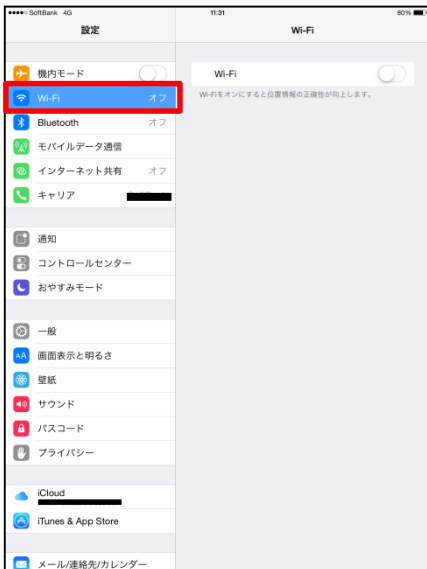 SoftBank 4G
11:31
80%
設定
Wi-Fi
機内モード
Wi-Fi オフ
Bluetooth オフ
モバイルデータ通信
インターネット共有 オフ
キャリア
通知
コントロールセンター
おやすみモード
一般
AA 画面表示と明るさ
壁紙
サウンド
パスコード
プライバシー
iCloud
iTunes & App Store
メール/連絡先/カレンダー
Wi-Fi
Wi-Fiをオンにすると位置情報の正確性が向上します。